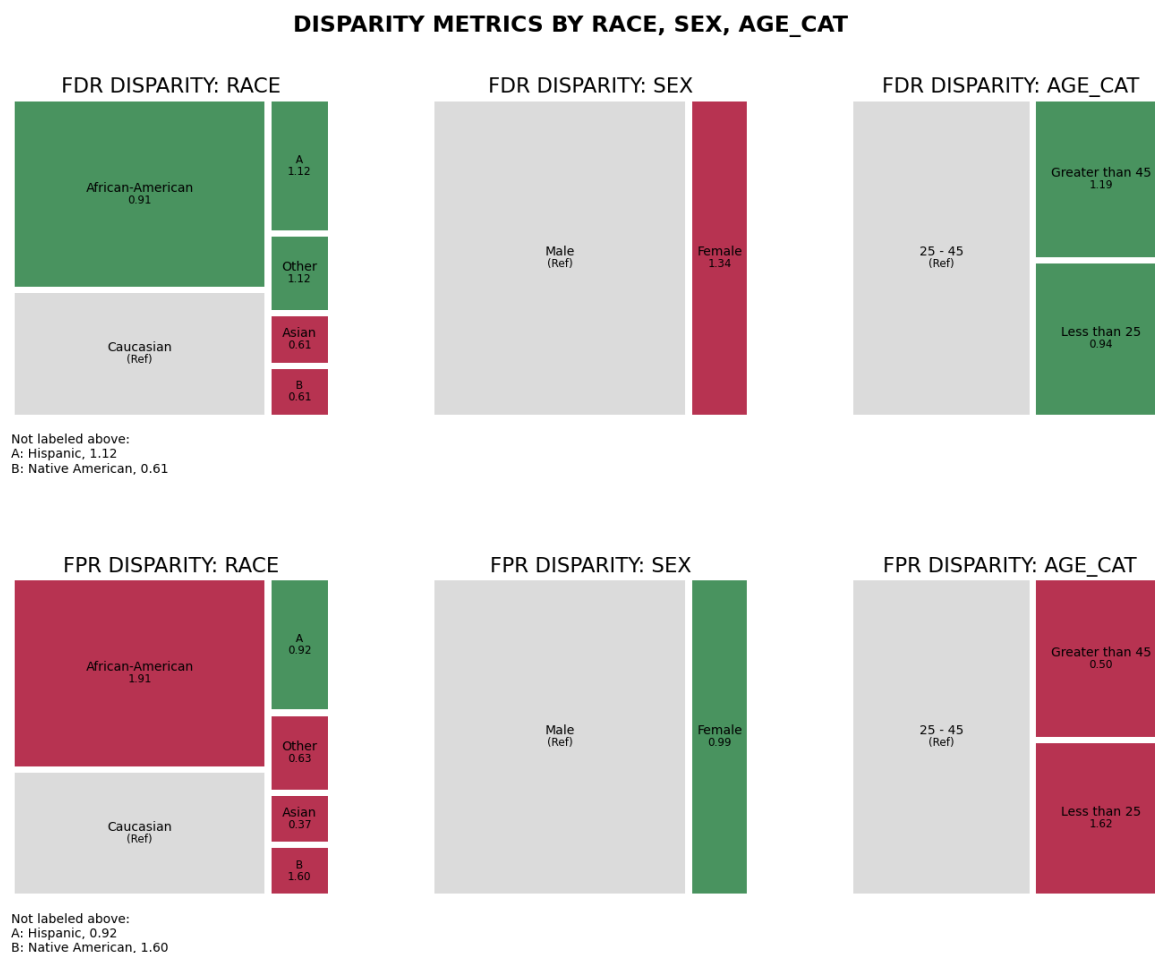 DISPARITY METRICS BY RACE, SEX, AGE_CAT
FDR DISPARITY: RACE
African-American
0.91
Caucasian
(Ref)
A
1.12
Other
1.12
Asian
0.61
B
0.61
Not labeled above:
A: Hispanic, 1.12
B: Native American, 0.61
FDR DISPARITY: SEX
Male
(Ref)
Female
1.34
FDR DISPARITY: AGE_CAT
25 - 45
(Ref)
Greater than 45
1.19
Less than 25
0.94
FPR DISPARITY: RACE
African-American
1.91
Caucasian
(Ref)
A
0.92
Other
0.63
Asian
0.37
B
1.60
Not labeled above:
A: Hispanic, 0.92
B: Native American, 1.60
FPR DISPARITY: SEX
Male
(Ref)
Female
0.99
FPR DISPARITY: AGE_CAT
25 - 45
(Ref)
Greater than 45
0.50
Less than 25
1.62